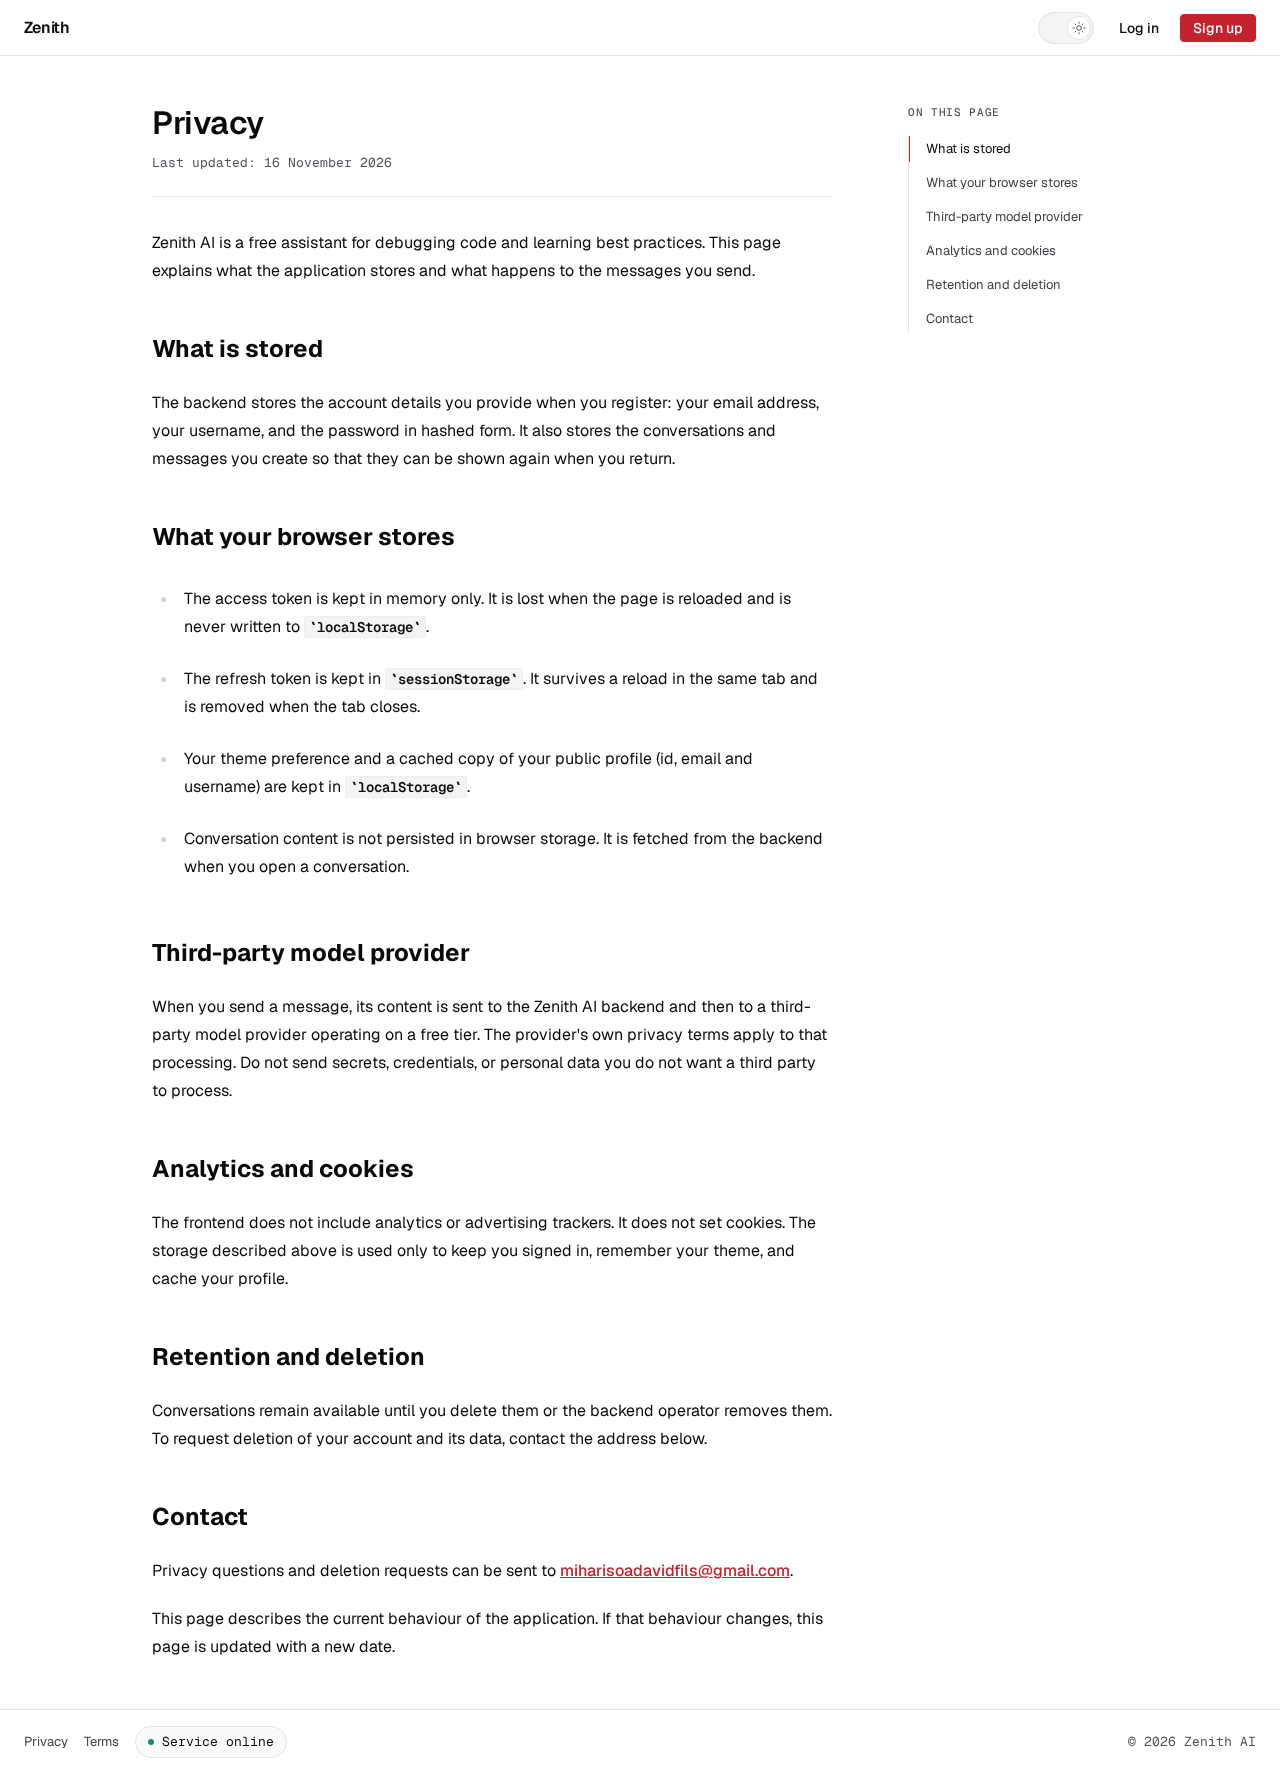 Zenith
Log in
Sign up
Privacy
Last updated: 16 November 2026
Zenith AI is a free assistant for debugging code and learning best practices. This page
explains what the application stores and what happens to the messages you send.
What is stored
The backend stores the account details you provide when you register: your email address,
your username, and the password in hashed form. It also stores the conversations and
messages you create so that they can be shown again when you return.
What your browser stores
The access token is kept in memory only. It is lost when the page is reloaded and is
never written to `localStorage`.
The refresh token is kept in `sessionStorage`. It survives a reload in the same tab and
is removed when the tab closes.
Your theme preference and a cached copy of your public profile (id, email and
username) are kept in `localStorage`.
Conversation content is not persisted in browser storage. It is fetched from the backend
when you open a conversation.
Third-party model provider
When you send a message, its content is sent to the Zenith AI backend and then to a third-
party model provider operating on a free tier. The provider's own privacy terms apply to that
processing. Do not send secrets, credentials, or personal data you do not want a third party
to process.
Analytics and cookies
The frontend does not include analytics or advertising trackers. It does not set cookies. The
storage described above is used only to keep you signed in, remember your theme, and
cache your profile.
Retention and deletion
Conversations remain available until you delete them or the backend operator removes them.
To request deletion of your account and its data, contact the address below.
Contact
Privacy questions and deletion requests can be sent to miharisoadavidfils@gmail.com.
This page describes the current behaviour of the application. If that behaviour changes, this
page is updated with a new date.
ON THIS PAGE
What is stored
What your browser stores
Third-party model provider
Analytics and cookies
Retention and deletion
Contact
Privacy
Terms
Service online
© 2026 Zenith AI